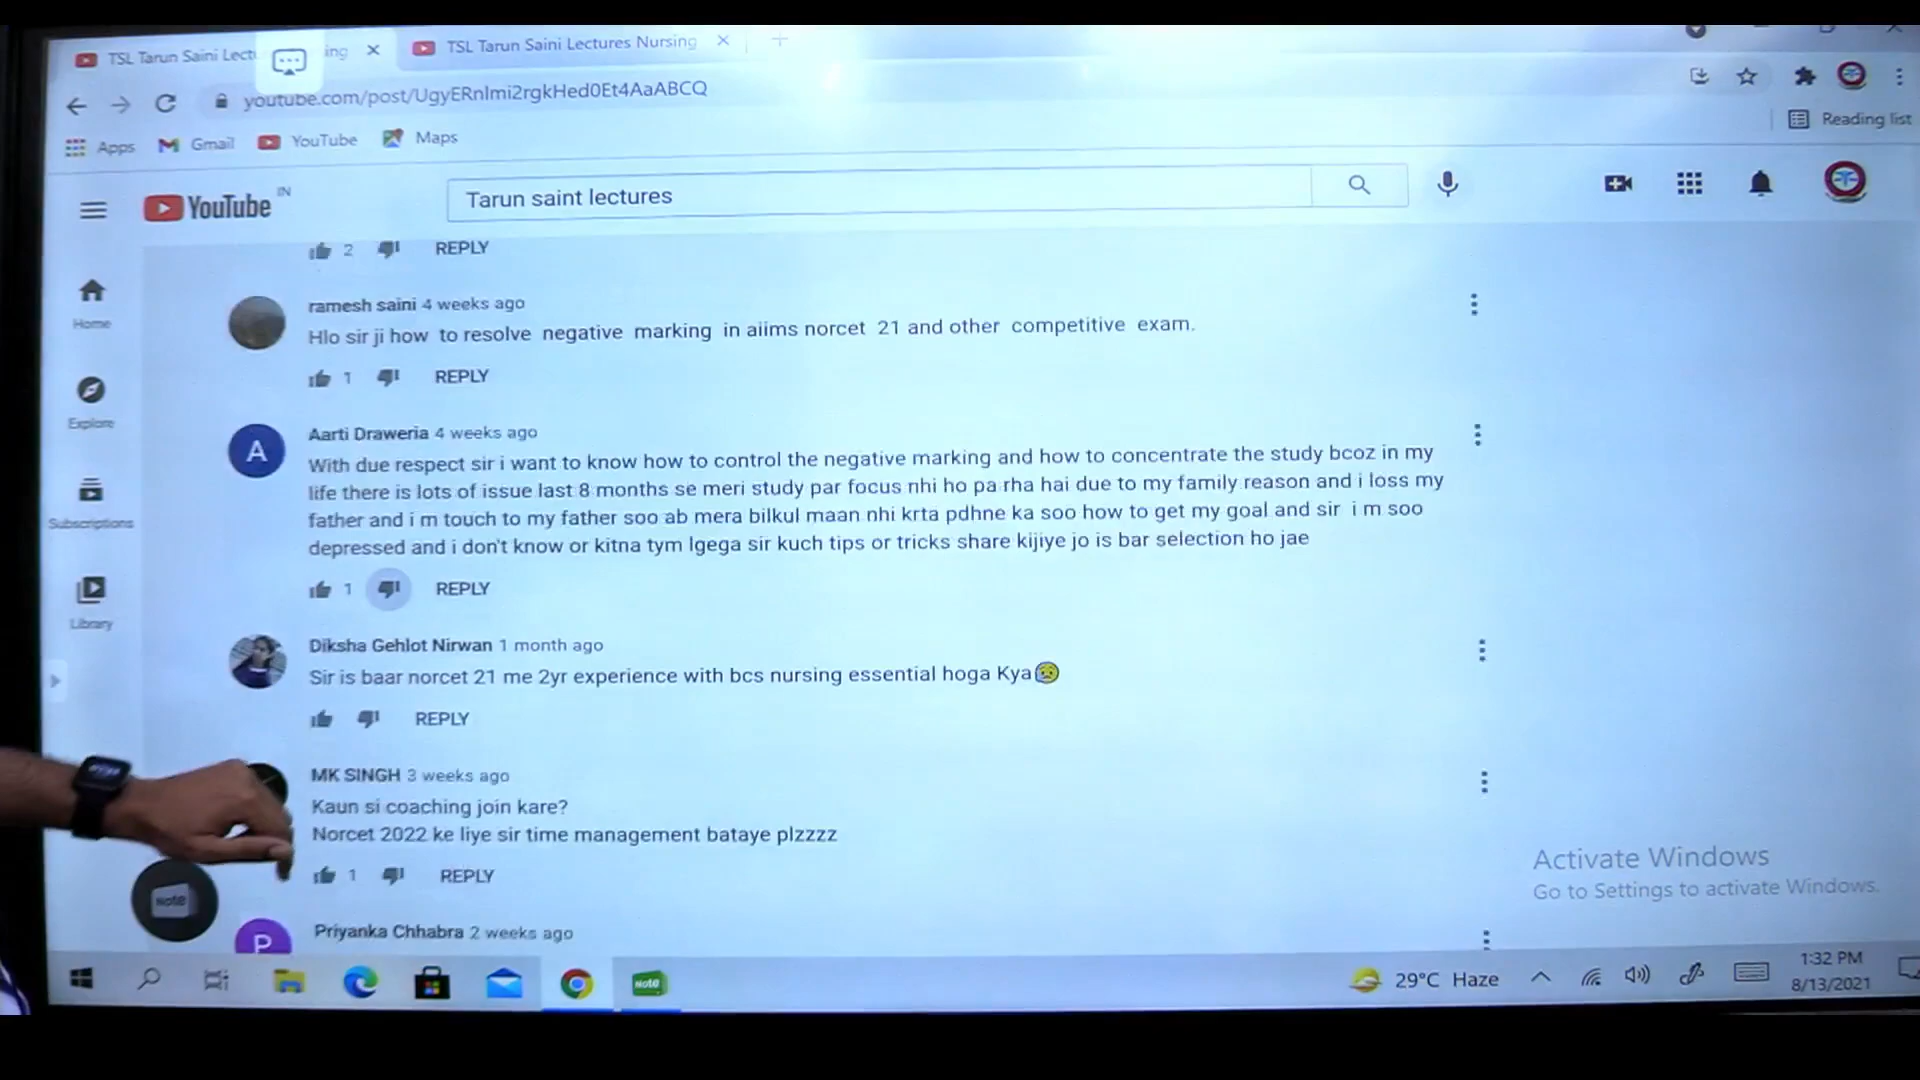 TSL Tarun Saini Lect
ing
TSL Tarun Saini Lectures Nursing
youtube.com/post/UgyERnlmi2rgkHed0Et4AaABCQ
Apps
Gmail
YouTube
Maps
Reading list
YouTube
IN
Tarun saint lectures
2
REPLY
Home
ramesh saini 4 weeks ago
Hlo sir ji how to resolve negative marking in aiims norcet 21 and other competitive exam.
1
REPLY
Explore
A
Aarti Draweria 4 weeks ago
With due respect sir i want to know how to control the negative marking and how to concentrate the study bcoz in my
life there is lots of issue last 8 months se meri study par focus nhi ho pa rha hai due to my family reason and i loss my
father and i m touch to my father soo ab mera bilkul maan nhi krta pdhne ka soo how to get my goal and sir i m soo
depressed and i don't know or kitna tym lgega sir kuch tips or tricks share kijiye jo is bar selection ho jae
Subscriptions
1
REPLY
Library
Diksha Gehlot Nirwan 1 month ago
Sir is baar norcet 21 me 2yr experience with bcs nursing essential hoga Kya
REPLY
MK SINGH 3 weeks ago
Kaun si coaching join kare?
Norcet 2022 ke liye sir time management bataye plzzzz
1
REPLY
Note
Activate Windows
Go to Settings to activate Windows.
P
Priyanka Chhabra 2 weeks ago
Note
29°C Haze
1:32 PM
8/13/2021